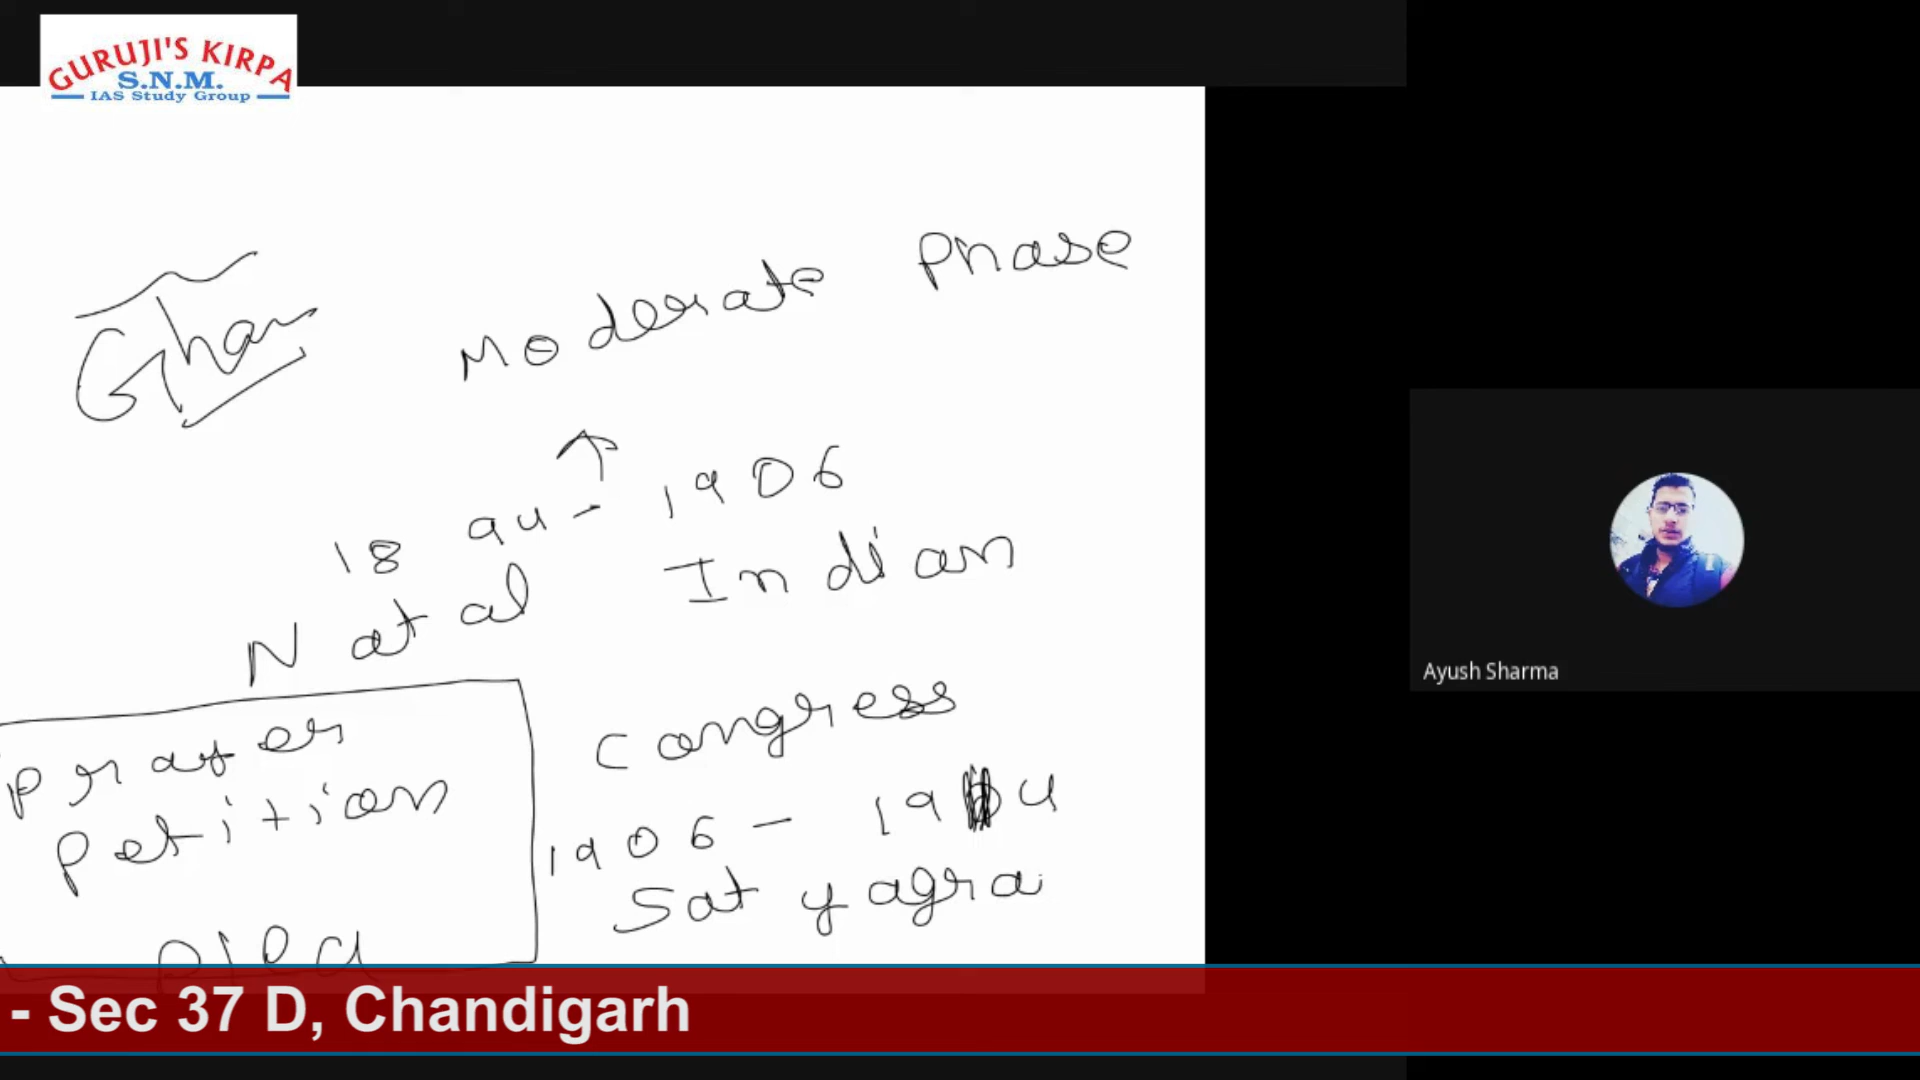 GURUJI'S KIRPA
S.N.M.
IAS Study Group
Moderate Phase
1894 - 1906
Natal Indian
Congress
Prayer
Petition
Plea
1906 - 1914
Satyagra
Ayush Sharma
- Sec 37 D, Chandigarh